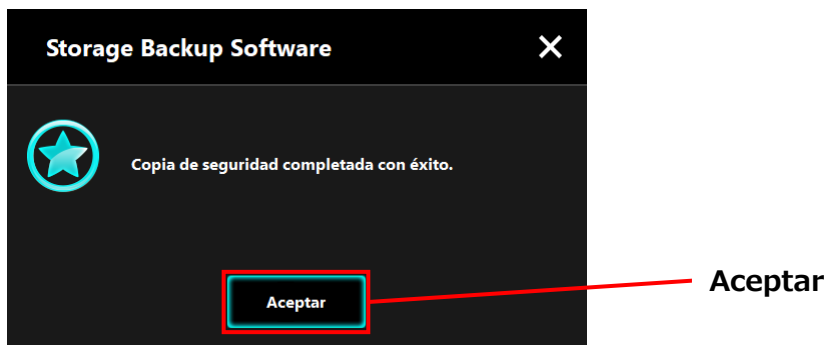 Storage Backup Software
Copia de seguridad completada con éxito.
Aceptar
Aceptar